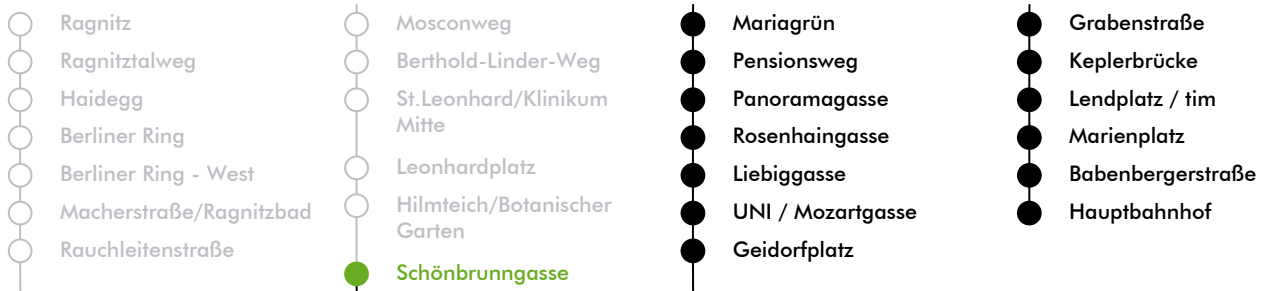 Ragnitz
Ragnitztalweg
Haidegg
Berliner Ring
Berliner Ring - West
Macherstraße/Ragnitzbad
Rauchleitenstraße
Mosconweg
Berthold-Linder-Weg
St.Leonhard/Klinikum
Mitte
Leonhardplatz
Hilmteich/Botanischer
Garten
Schönbrunngasse
Mariagrün
Pensionsweg
Panoramagasse
Rosenhaingasse
Liebiggasse
UNI / Mozartgasse
Geidorfplatz
Grabenstraße
Keplerbrücke
Lendplatz / tim
Marienplatz
Babenbergerstraße
Hauptbahnhof